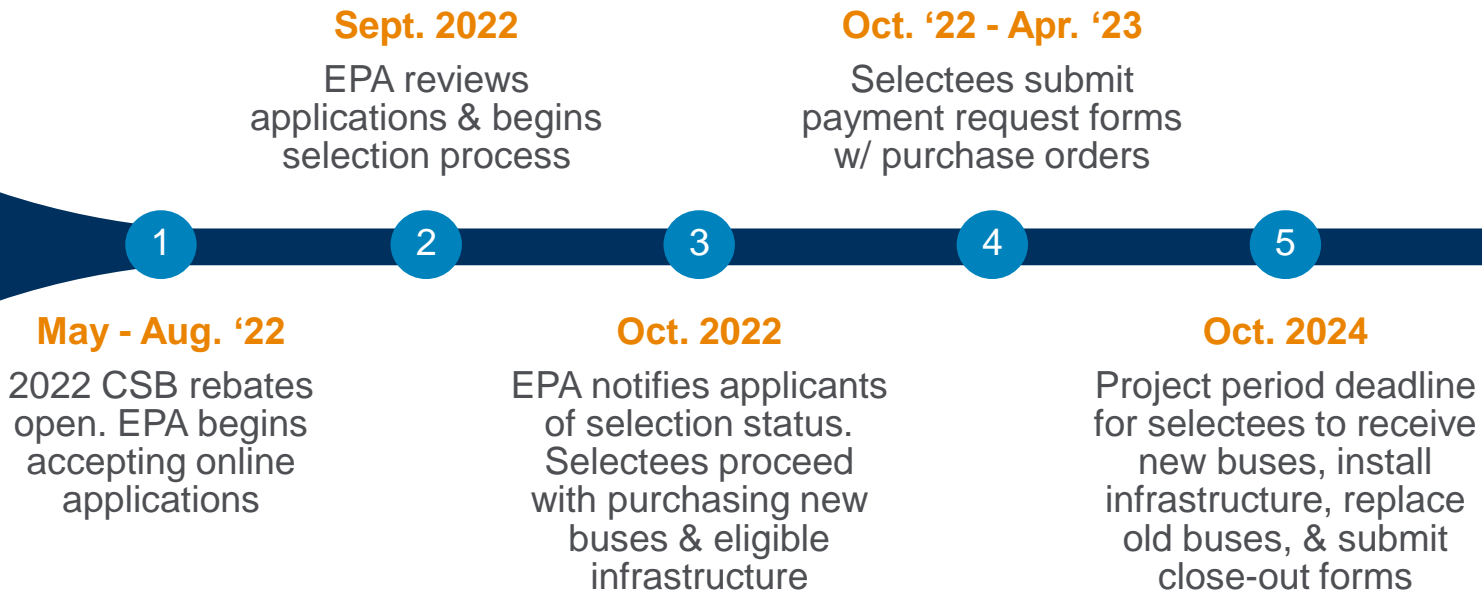 Sept. 2022
EPA reviews
applications & begins
selection process
Oct. ‘22 - Apr. ‘23
Selectees submit
payment request forms
w/ purchase orders
1
2
3
4
5
May - Aug. ‘22
2022 CSB rebates
open. EPA begins
accepting online
applications
Oct. 2022
EPA notifies applicants
of selection status.
Selectees proceed
with purchasing new
buses & eligible
infrastructure
Oct. 2024
Project period deadline
for selectees to receive
new buses, install
infrastructure, replace
old buses, & submit
close-out forms